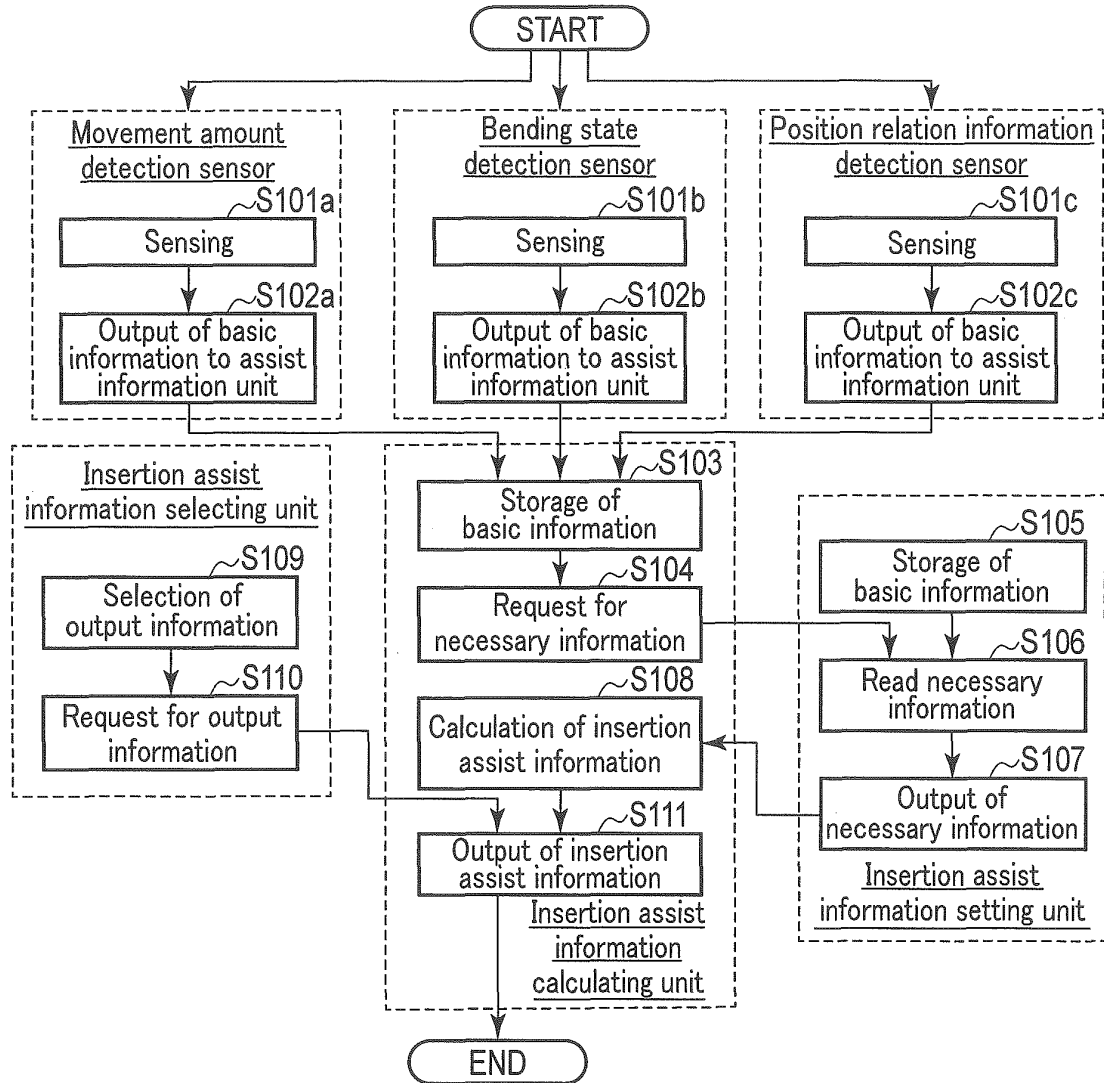 START
Movement amount
detection sensor
S101a
Sensing
S102a
Output of basic
information to assist
information unit
Bending state
detection sensor
S101b
Sensing
S102b
Output of basic
information to assist
information unit
Position relation information
detection sensor
S101c
Sensing
S102c
Output of basic
information to assist
information unit
Insertion assist
information selecting unit
S109
Selection of
output information
S110
Request for output
information
S103
Storage of
basic information
S104
Request for
necessary information
S108
Calculation of insertion
assist information
S111
Output of insertion
assist information
Insertion assist
information
calculating unit
S105
Storage of
basic information
S106
Read necessary
information
S107
Output of
necessary information
Insertion assist
information setting unit
END